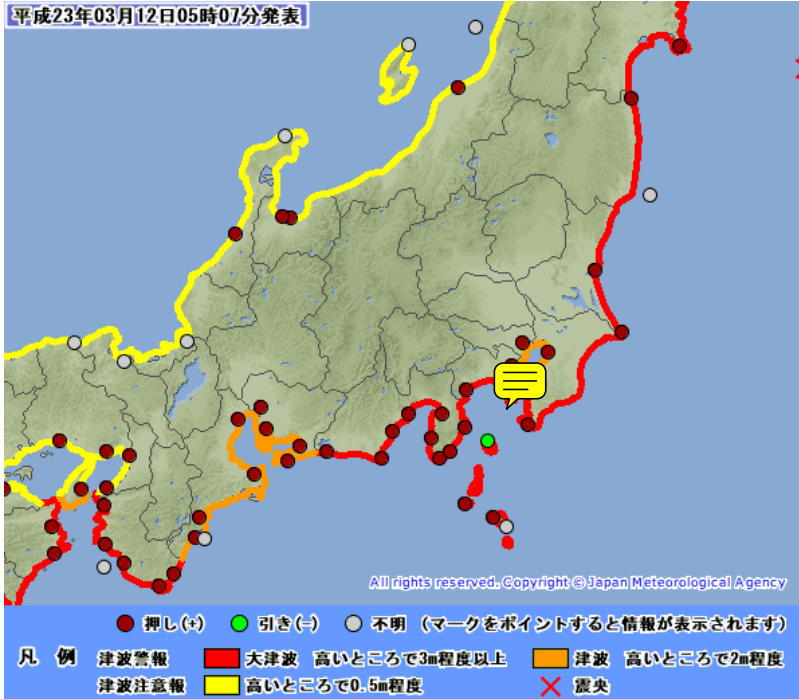 平成23年03月12日05時07分発表
All rights reserved. Copyright © Japan Meteorological Agency
押し(+) 引き(−) 不明 (マークをポイントすると情報が表示されます)
凡 例 津波警報 大津波 高いところで3m程度以上 津波 高いところで2m程度
津波注意報 高いところで0.5m程度 震央